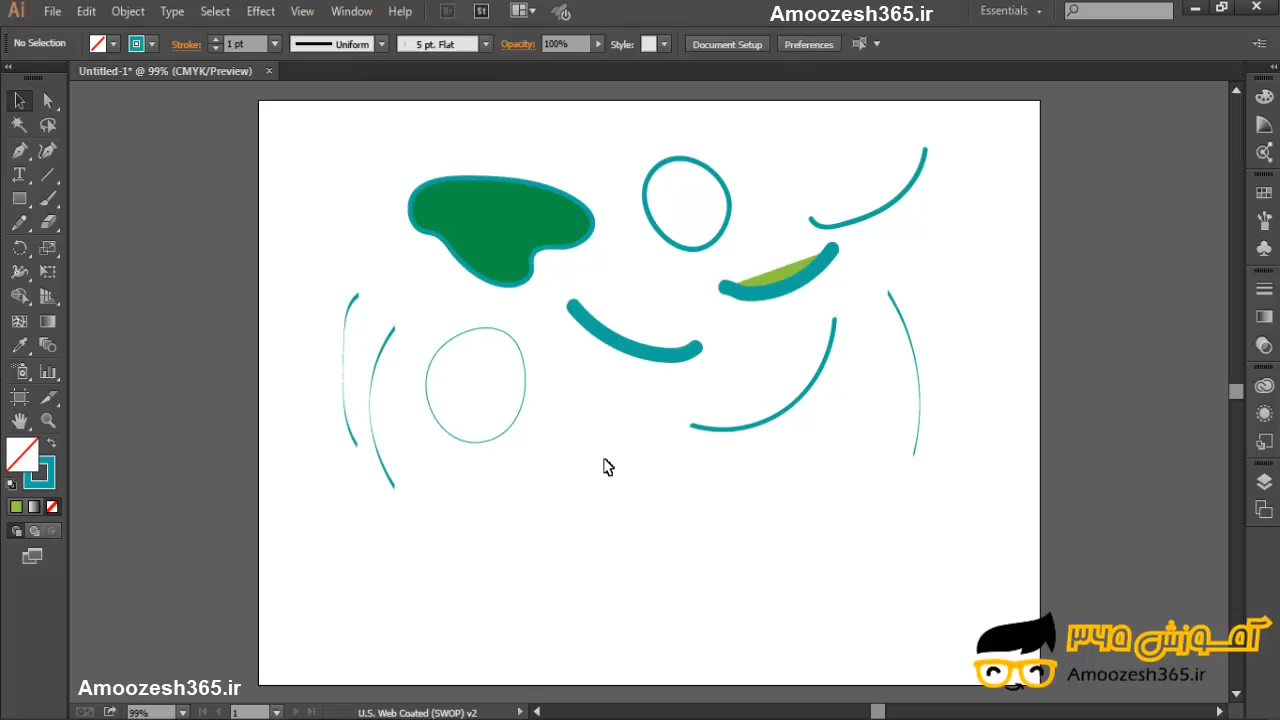 Ai File Edit Object Type Select Effect View Window Help Br St Amoozesh365.ir Essentials
No Selection Stroke: 1 pt Uniform 5 pt. Flat Opacity: 100% Style: Document Setup Preferences
Untitled-1* @ 99% (CMYK/Preview) ×
آمـوزش ۳۶۵
Amoozesh365.ir
Amoozesh365.ir
99% 1 U.S. Web Coated (SWOP) v2